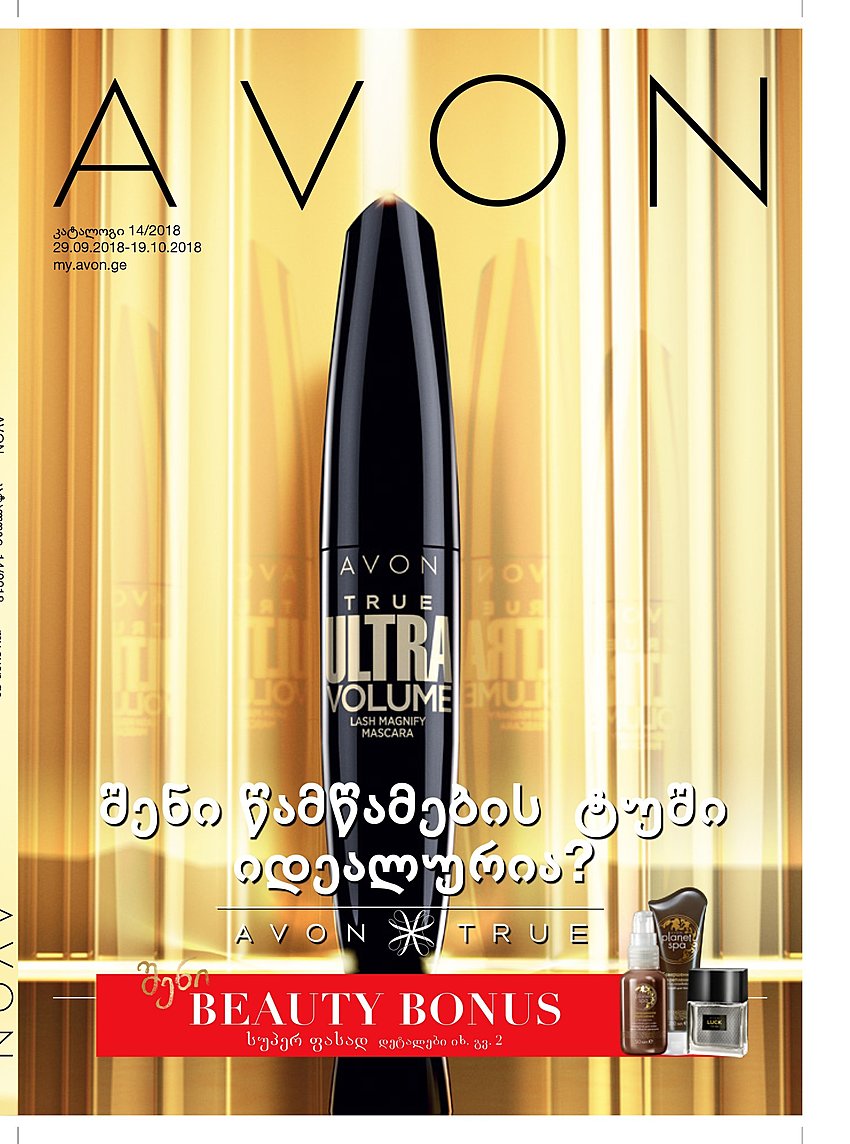 AVON
კატალოგი 14/2018
29.09.2018-19.10.2018
my.avon.ge
AVON
TRUE
ULTRA
VOLUME
LASH MAGNIFY
MASCARA
შენი წამწამების ტუში
იდეალურია?
AVON TRUE
შენი
BEAUTY BONUS
სუპერ ფასად დეტალები იხ. გვ. 2
planet
spa
LUCK
AVON